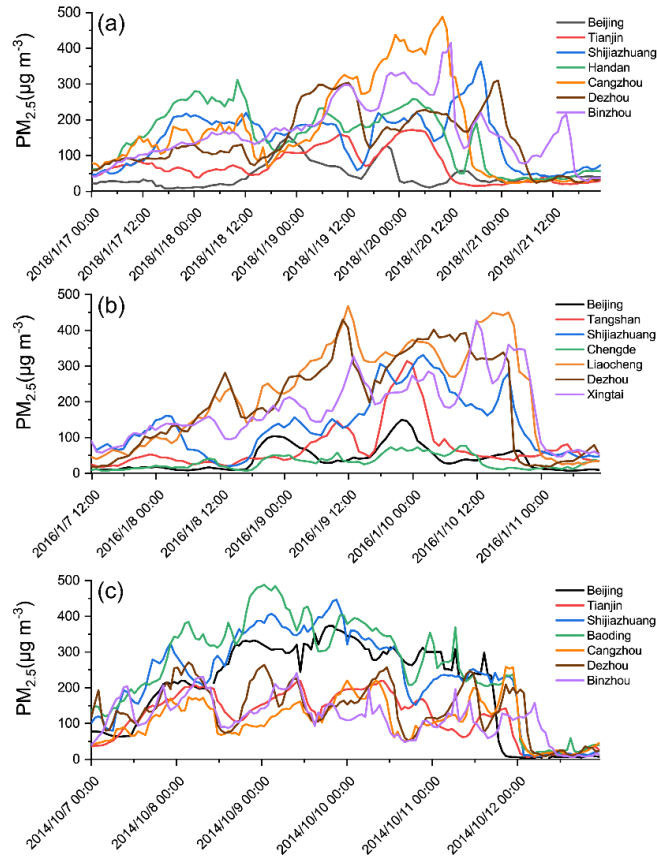 (a)
PM2.5(μg m-3)
500
400
300
200
100
0
Beijing
Tianjin
Shijiazhuang
Handan
Cangzhou
Dezhou
Binzhou
2018/1/17 00:00
2018/1/17 12:00
2018/1/18 00:00
2018/1/18 12:00
2018/1/19 00:00
2018/1/19 12:00
2018/1/20 00:00
2018/1/20 12:00
2018/1/21 00:00
2018/1/21 12:00
(b)
PM2.5(μg m-3)
500
400
300
200
100
0
Beijing
Tangshan
Shijiazhuang
Chengde
Liaocheng
Dezhou
Xingtai
2016/1/7 12:00
2016/1/8 00:00
2016/1/8 12:00
2016/1/9 00:00
2016/1/9 12:00
2016/1/10 00:00
2016/1/10 12:00
2016/1/11 00:00
(c)
PM2.5(μg m-3)
500
400
300
200
100
0
Beijing
Tianjin
Shijiazhuang
Baoding
Cangzhou
Dezhou
Binzhou
2014/10/7 00:00
2014/10/8 00:00
2014/10/9 00:00
2014/10/10 00:00
2014/10/11 00:00
2014/10/12 00:00